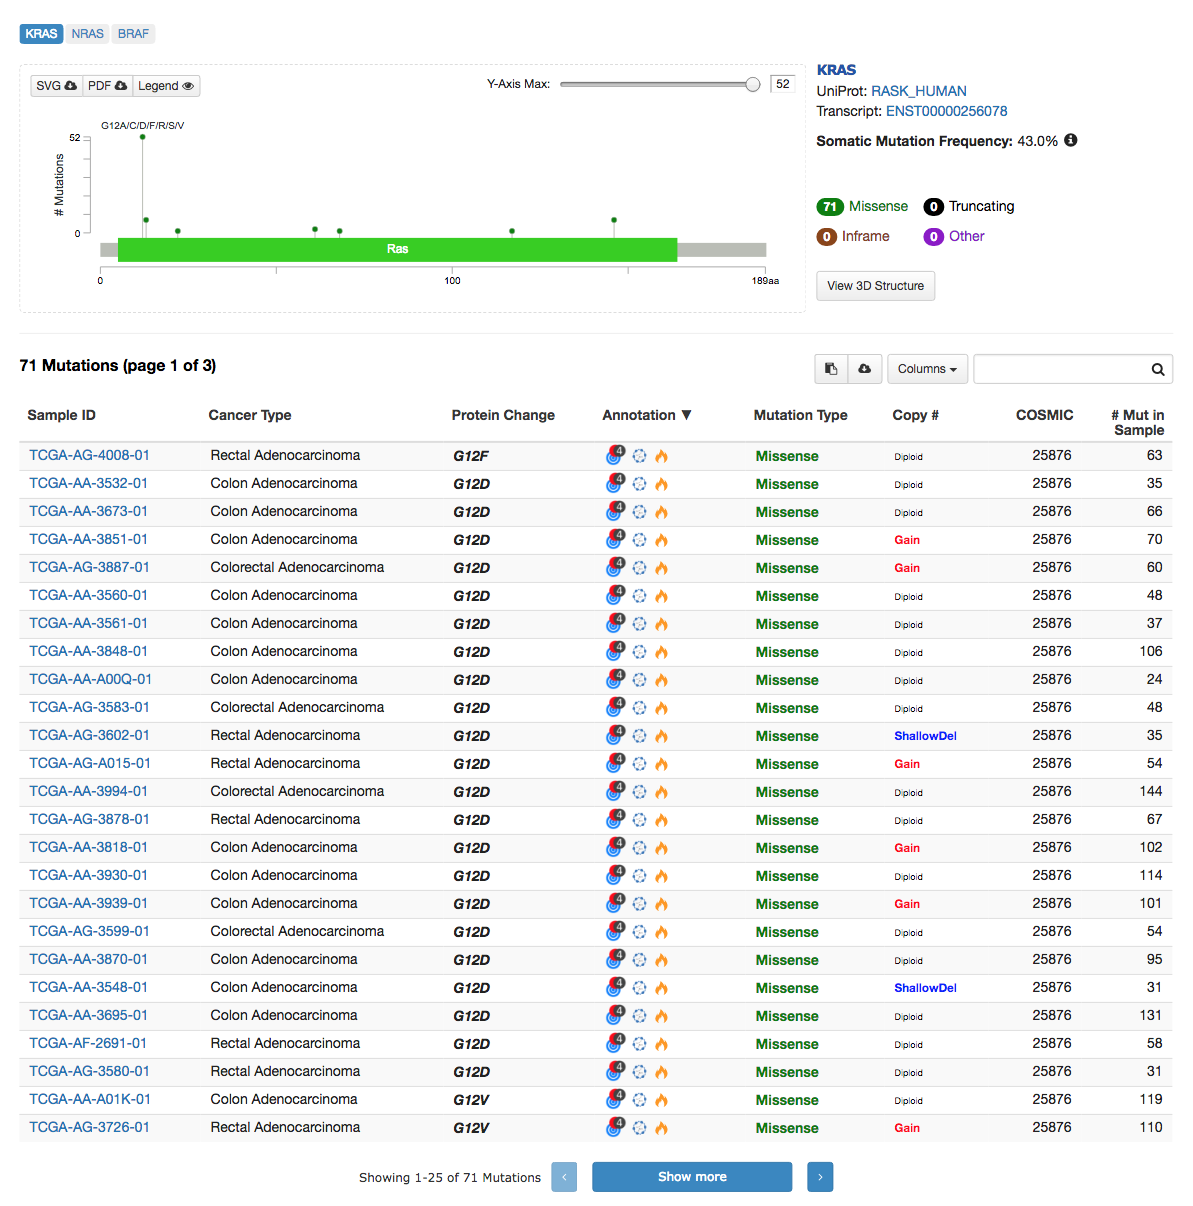 KRAS NRAS BRAF
SVG PDF Legend
Y-Axis Max: 52
KRAS
UniProt: RASK_HUMAN
Transcript: ENST00000256078
Somatic Mutation Frequency: 43.0%
71 Missense 0 Truncating
0 Inframe 0 Other
View 3D Structure
G12A/C/D/F/R/S/V
52
# Mutations
0
Ras
0 100 189aa
71 Mutations (page 1 of 3)
Columns
Sample ID Cancer Type Protein Change Annotation ▼ Mutation Type Copy # COSMIC # Mut in
Sample
TCGA-AG-4008-01 Rectal Adenocarcinoma G12F 4 Missense Diploid 25876 63
TCGA-AA-3532-01 Colon Adenocarcinoma G12D 4 Missense Diploid 25876 35
TCGA-AA-3673-01 Colon Adenocarcinoma G12D 4 Missense Diploid 25876 66
TCGA-AA-3851-01 Colon Adenocarcinoma G12D 4 Missense Gain 25876 70
TCGA-AG-3887-01 Colorectal Adenocarcinoma G12D 4 Missense Gain 25876 60
TCGA-AA-3560-01 Colon Adenocarcinoma G12D 4 Missense Diploid 25876 48
TCGA-AA-3561-01 Colon Adenocarcinoma G12D 4 Missense Diploid 25876 37
TCGA-AA-3848-01 Colon Adenocarcinoma G12D 4 Missense Diploid 25876 106
TCGA-AA-A00Q-01 Colon Adenocarcinoma G12D 4 Missense Diploid 25876 24
TCGA-AG-3583-01 Colorectal Adenocarcinoma G12D 4 Missense Diploid 25876 48
TCGA-AG-3602-01 Rectal Adenocarcinoma G12D 4 Missense ShallowDel 25876 35
TCGA-AG-A015-01 Rectal Adenocarcinoma G12D 4 Missense Gain 25876 54
TCGA-AA-3994-01 Colorectal Adenocarcinoma G12D 4 Missense Diploid 25876 144
TCGA-AG-3878-01 Rectal Adenocarcinoma G12D 4 Missense Diploid 25876 67
TCGA-AA-3818-01 Colon Adenocarcinoma G12D 4 Missense Gain 25876 102
TCGA-AA-3930-01 Colon Adenocarcinoma G12D 4 Missense Diploid 25876 114
TCGA-AA-3939-01 Colon Adenocarcinoma G12D 4 Missense Gain 25876 101
TCGA-AG-3599-01 Colorectal Adenocarcinoma G12D 4 Missense Diploid 25876 54
TCGA-AA-3870-01 Colon Adenocarcinoma G12D 4 Missense Diploid 25876 95
TCGA-AA-3548-01 Colon Adenocarcinoma G12D 4 Missense ShallowDel 25876 31
TCGA-AA-3695-01 Colon Adenocarcinoma G12D 4 Missense Diploid 25876 131
TCGA-AF-2691-01 Rectal Adenocarcinoma G12D 4 Missense Diploid 25876 58
TCGA-AG-3580-01 Rectal Adenocarcinoma G12D 4 Missense Diploid 25876 31
TCGA-AA-A01K-01 Colon Adenocarcinoma G12V 4 Missense Diploid 25876 119
TCGA-AG-3726-01 Rectal Adenocarcinoma G12V 4 Missense Gain 25876 110
Showing 1-25 of 71 Mutations ‹ Show more ›